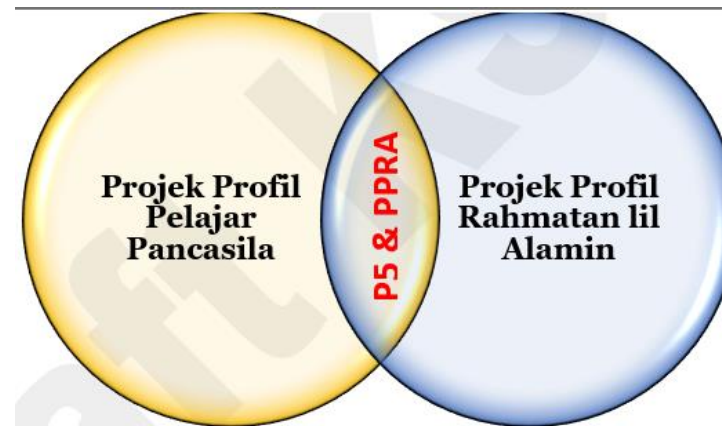 Projek Profil
Pelajar
Pancasila
P5 & PPRA
Projek Profil
Rahmatan lil
Alamin